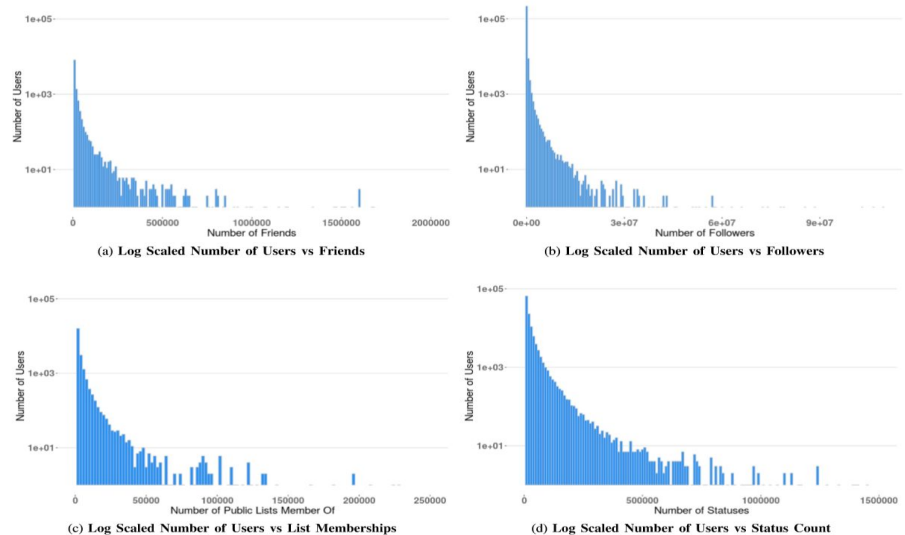 1e+05
1e+03
1e+01
Number of Users
0 500000 1000000 1500000 2000000
Number of Friends
(a) Log Scaled Number of Users vs Friends
1e+05
1e+03
1e+01
Number of Users
0e+00 3e+07 6e+07 9e+07
Number of Followers
(b) Log Scaled Number of Users vs Followers
1e+05
1e+03
1e+01
Number of Users
0 500000 100000 150000 200000 250000
Number of Public Lists Member Of
(c) Log Scaled Number of Users vs List Memberships
1e+05
1e+03
1e+01
Number of Users
0 500000 1000000 1500000
Number of Statuses
(d) Log Scaled Number of Users vs Status Count